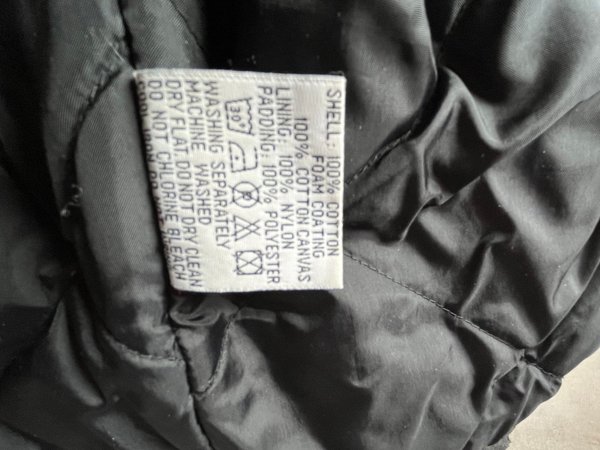 SHELL: 100% COTTON
FOAM COATING
100% COTTON CANVAS
LINING: 100% NYLON
PADDING: 100% POLYESTER
WASHING SEPARATELY
MACHINE WASHED
DRY FLAT. DO NOT DRY CLEAN
DO NOT CHLORINE BLEACH